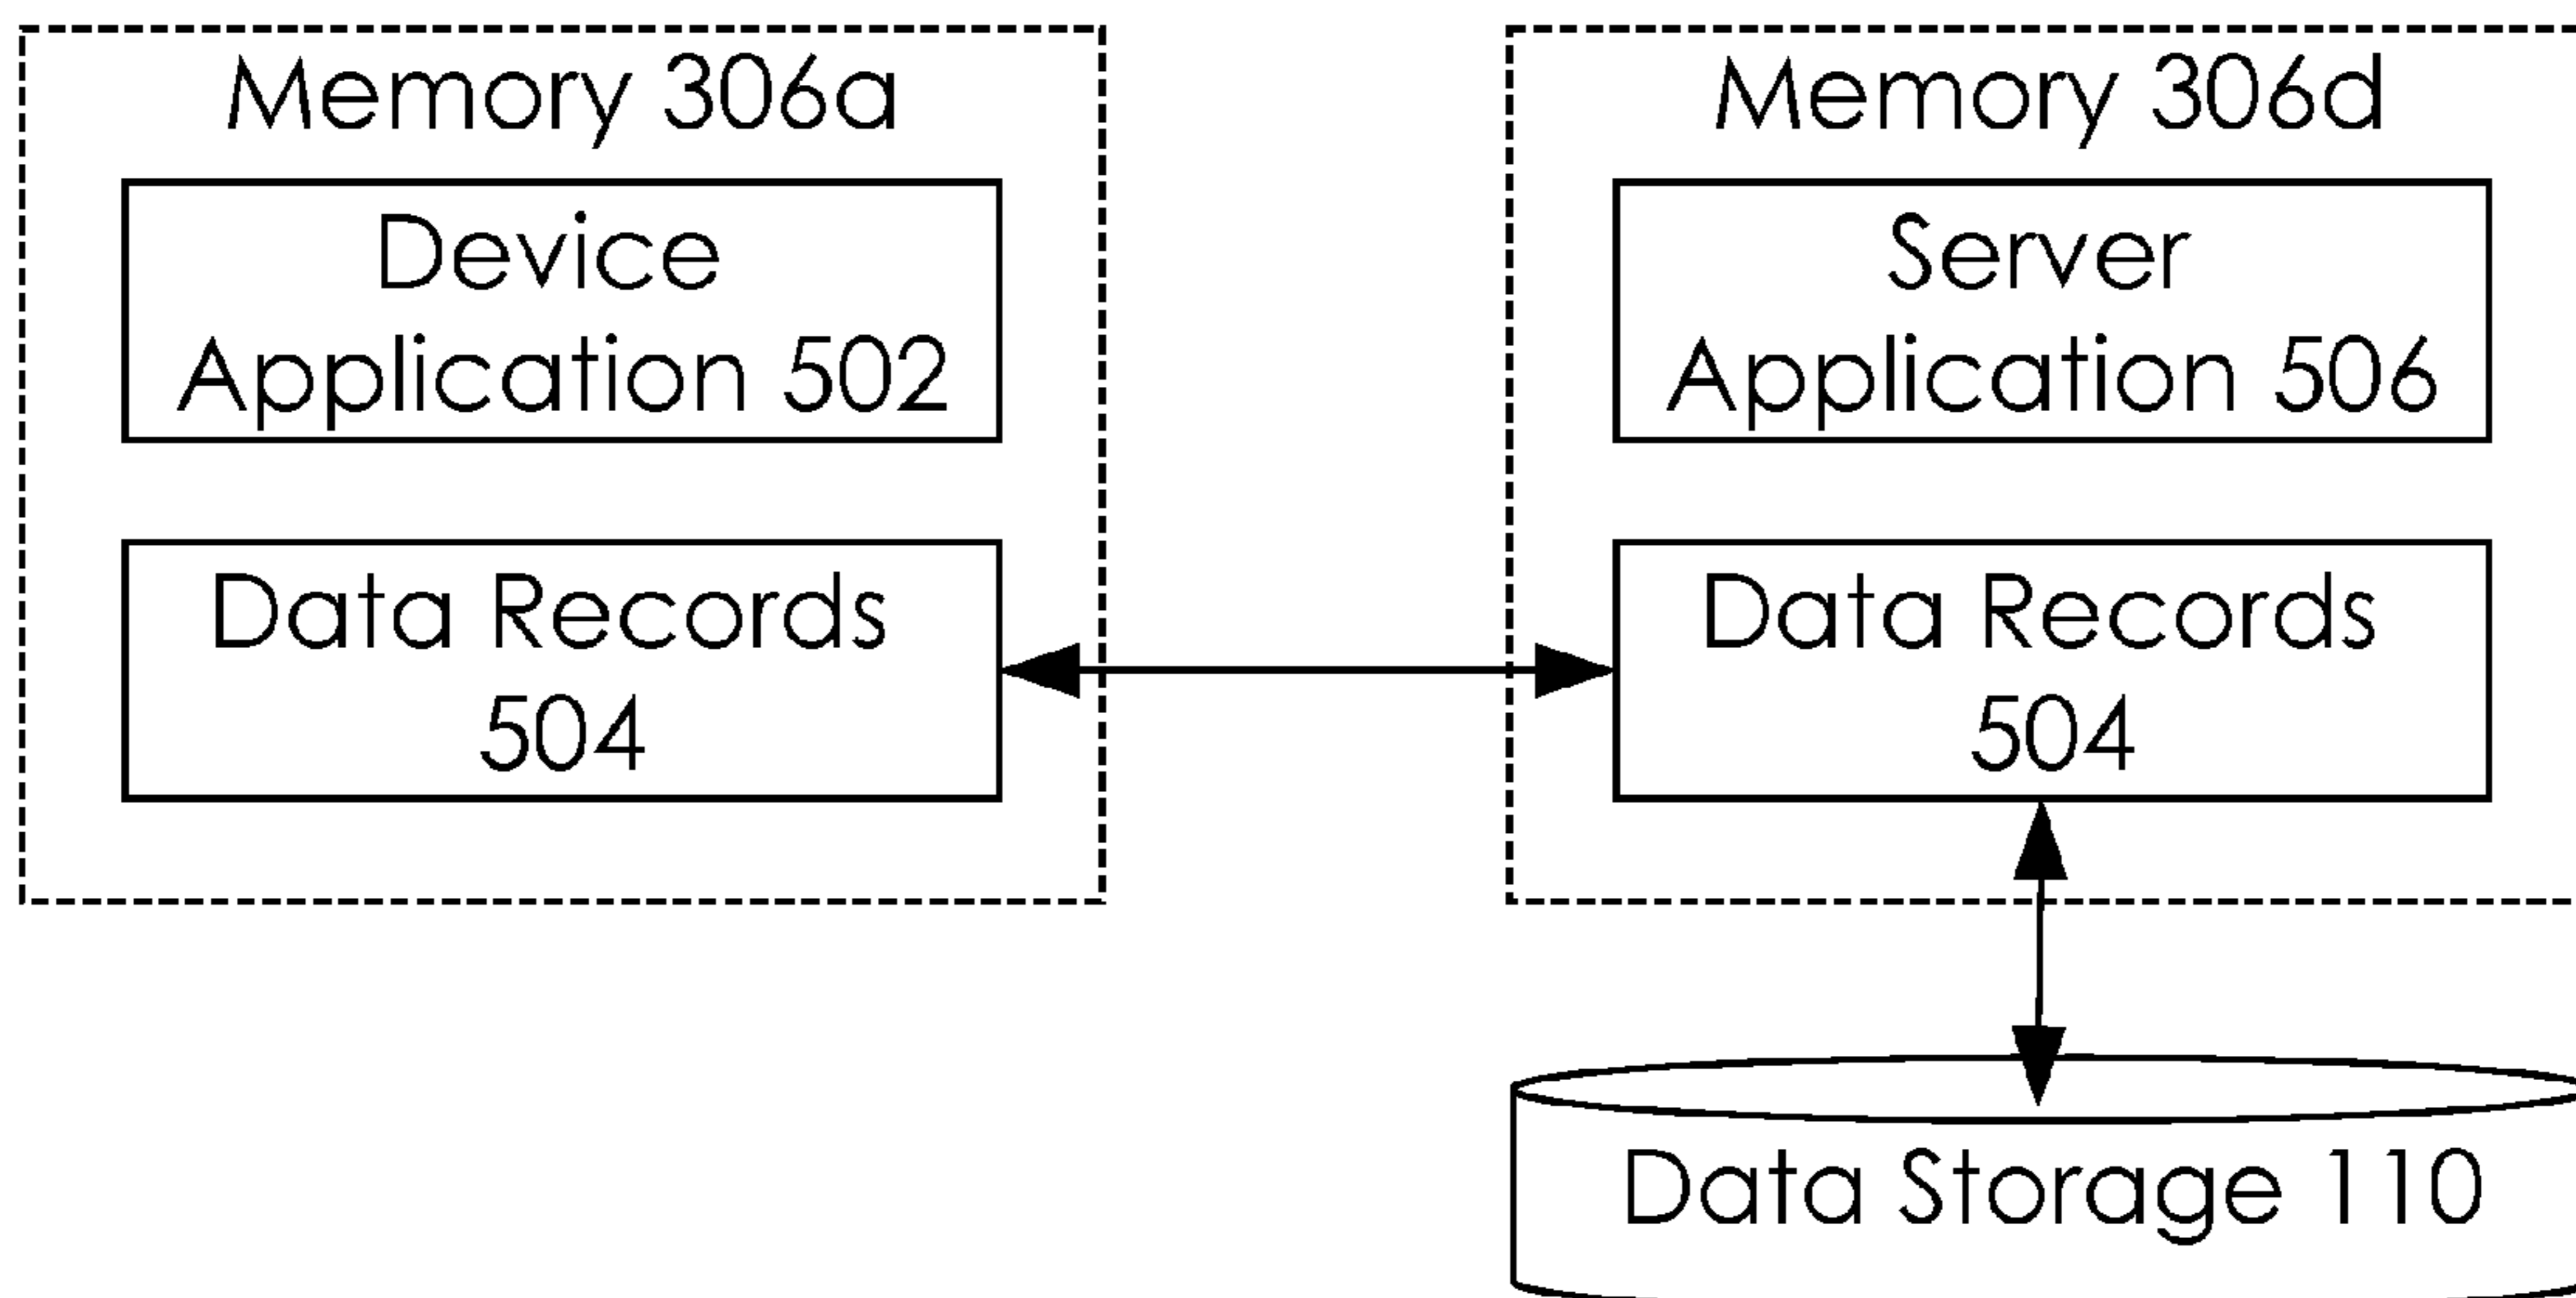 Memory 306a
Device
Application 502
Data Records
504
Memory 306d
Server
Application 506
Data Records
504
Data Storage 110